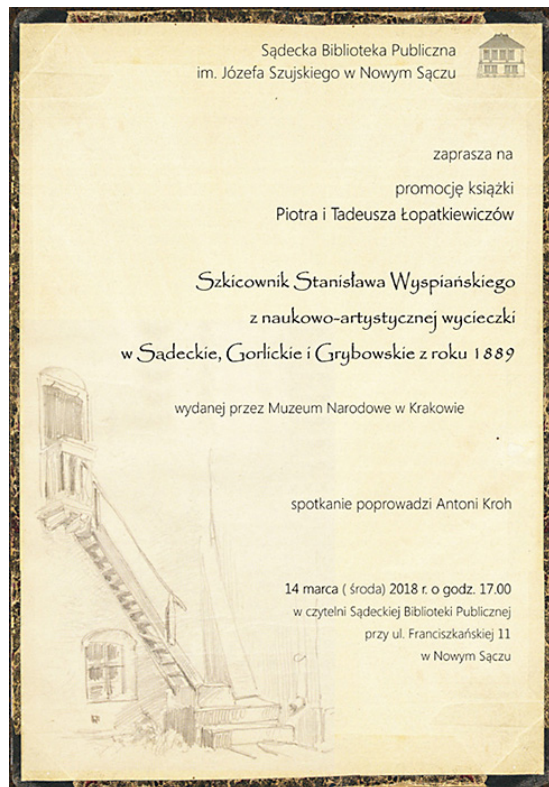 Sądecka Biblioteka Publiczna
im. Józefa Szujskiego w Nowym Sączu
zaprasza na
promocję książki
Piotra i Tadeusza Łopatkiewiczów
Szkicownik Stanisława Wyspiańskiego
z naukowo-artystycznej wycieczki
w Sądeckie, Gorlickie i Grybowskie z roku 1889
wydanej przez Muzeum Narodowe w Krakowie
spotkanie poprowadzi Antoni Kroh
14 marca ( środa) 2018 r. o godz. 17.00
w czytelni Sądeckiej Biblioteki Publicznej
przy ul. Franciszkańskiej 11
w Nowym Sączu